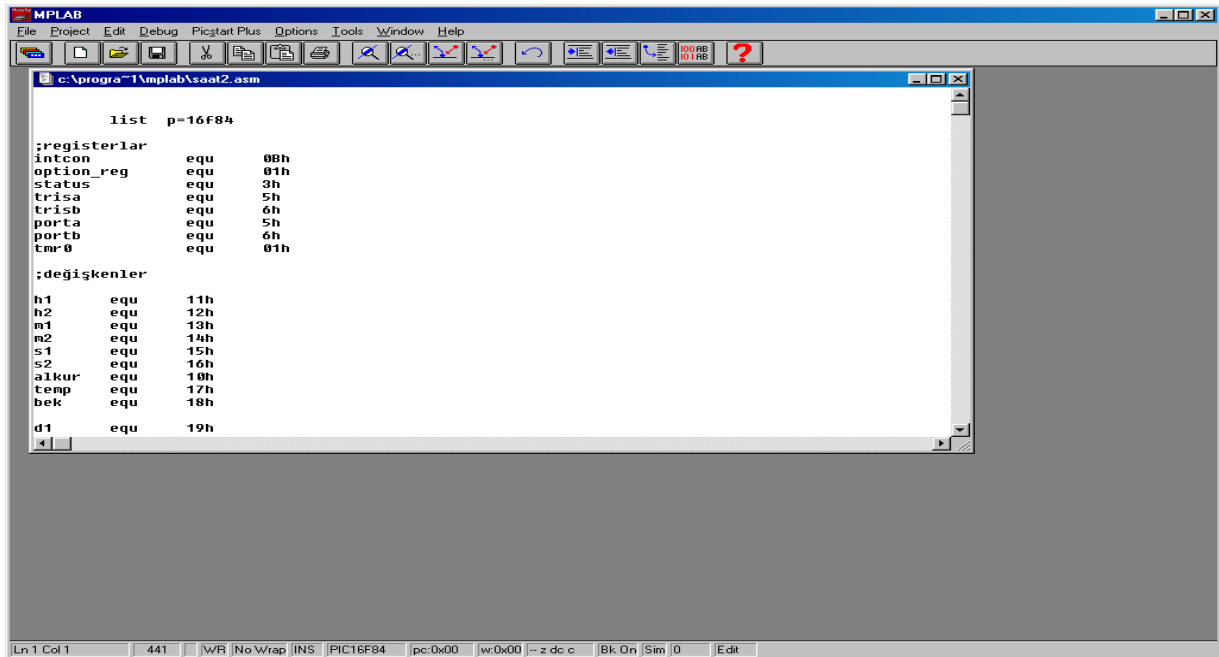 MPLAB
File Project Edit Debug Picstart Plus Options Tools Window Help
100 AB
101 AB
?
c:\progra~1\mplab\saat2.asm
list p=16f84
;registerlar
intcon equ 0Bh
option_reg equ 01h
status equ 3h
trisa equ 5h
trisb equ 6h
porta equ 5h
portb equ 6h
tmr0 equ 01h
;değişkenler
h1 equ 11h
h2 equ 12h
m1 equ 13h
m2 equ 14h
s1 equ 15h
s2 equ 16h
alkur equ 10h
temp equ 17h
bek equ 18h
d1 equ 19h
Ln 1 Col 1 441 WR No Wrap INS PIC16F84 pc:0x00 w:0x00 -- z dc c Bk On Sim 0 Edit